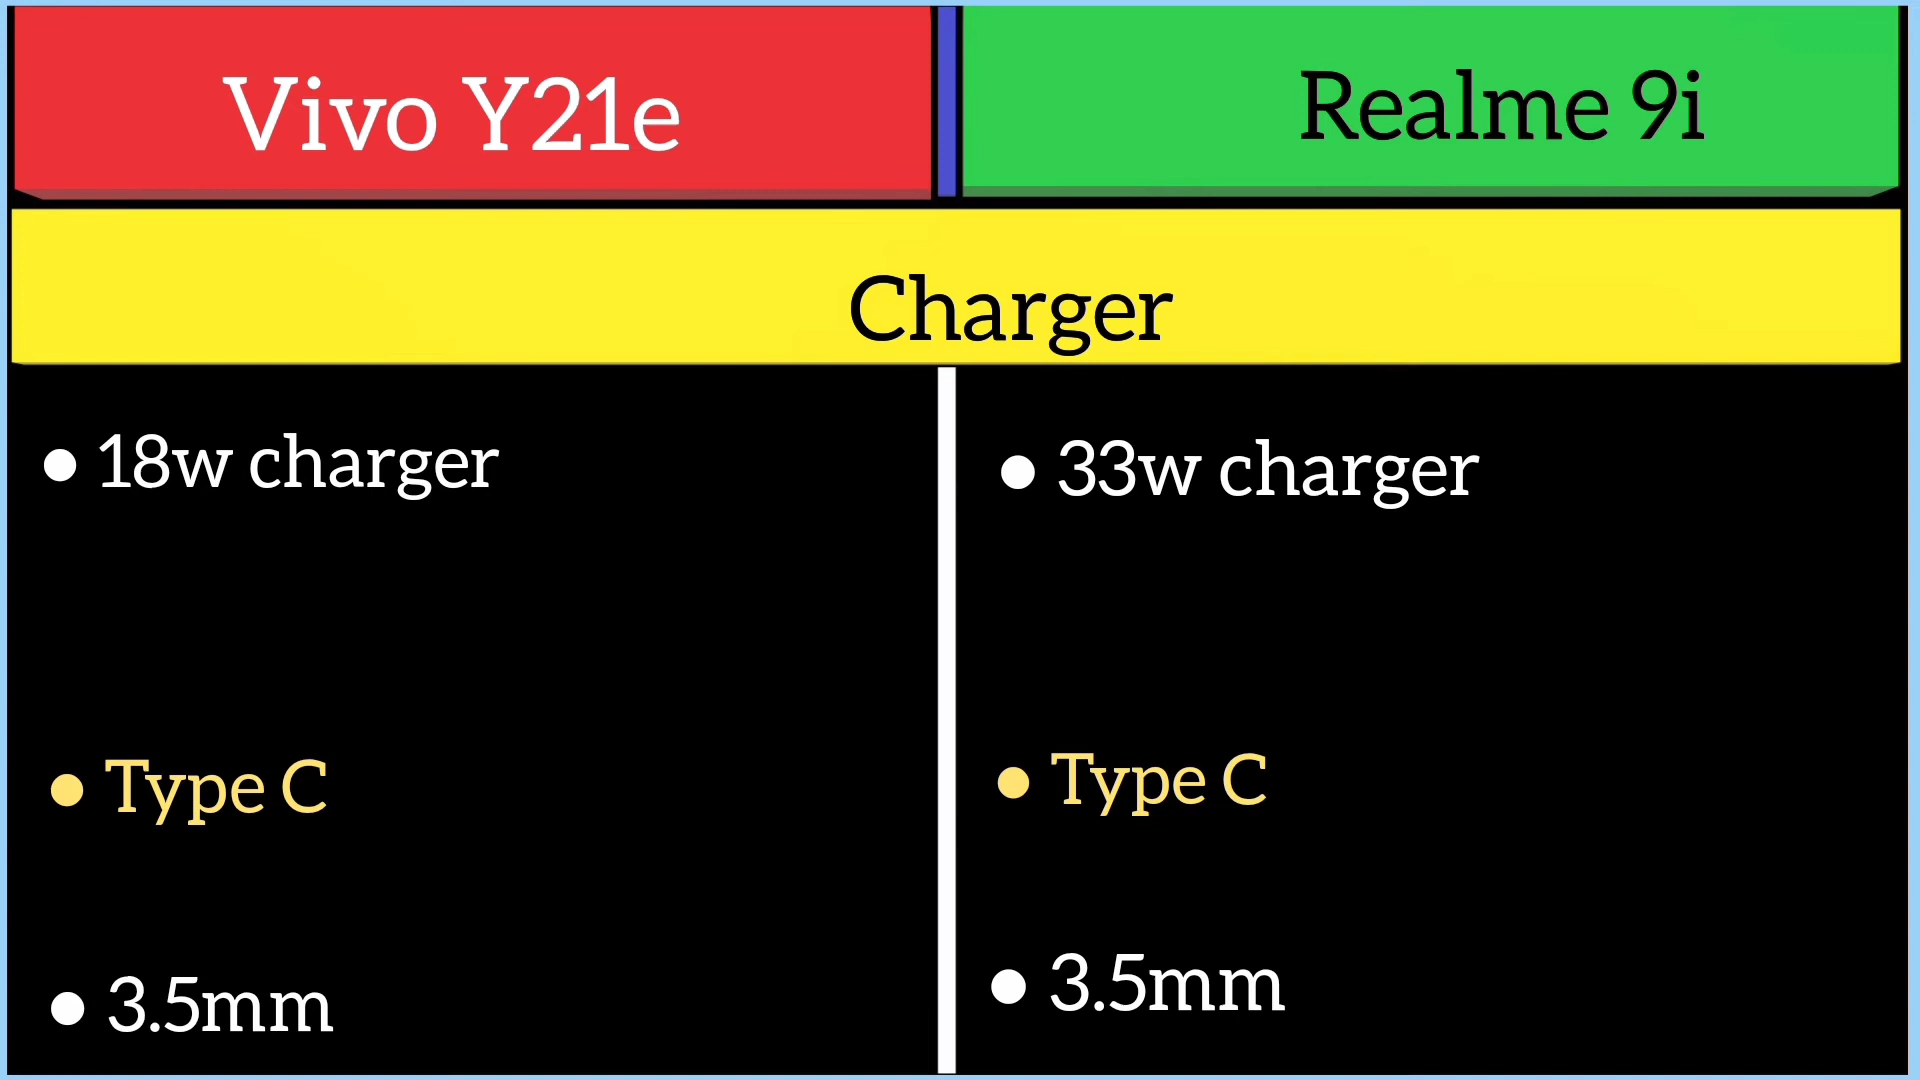 Vivo Y21e
Realme 9i
Charger
● 18w charger
● 33w charger
● Type C
● Type C
● 3.5mm
● 3.5mm